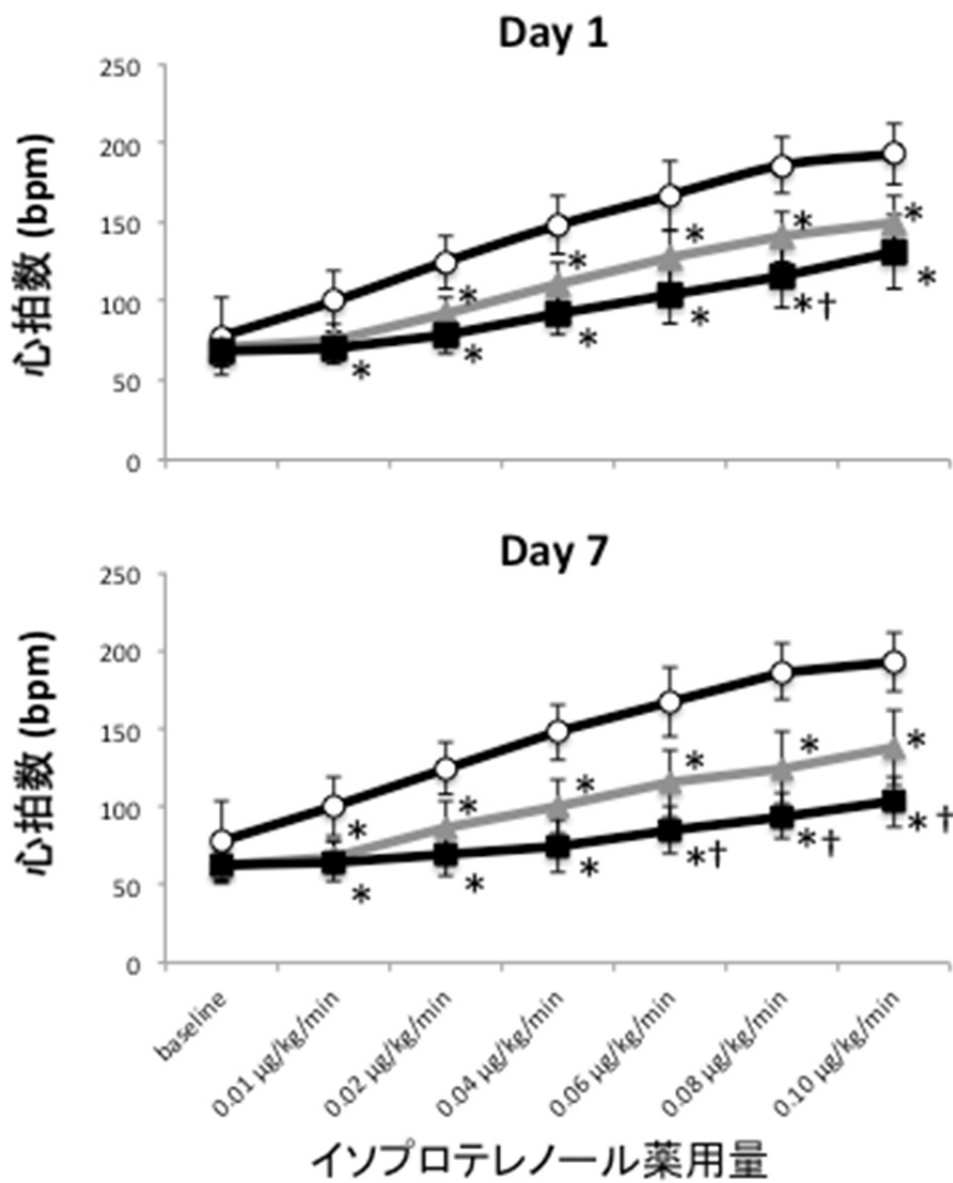 Day 1
心拍数 (bpm)
250
200
150
100
50
0
*
*
*
*
*
*
*
*
*
*†
*
Day 7
心拍数 (bpm)
250
200
150
100
50
0
*
*
*
*
*
*
*
*
*
*†
*†
*†
baseline
0.01 μg/kg/min
0.02 μg/kg/min
0.04 μg/kg/min
0.06 μg/kg/min
0.08 μg/kg/min
0.10 μg/kg/min
イソプロテレノール薬用量